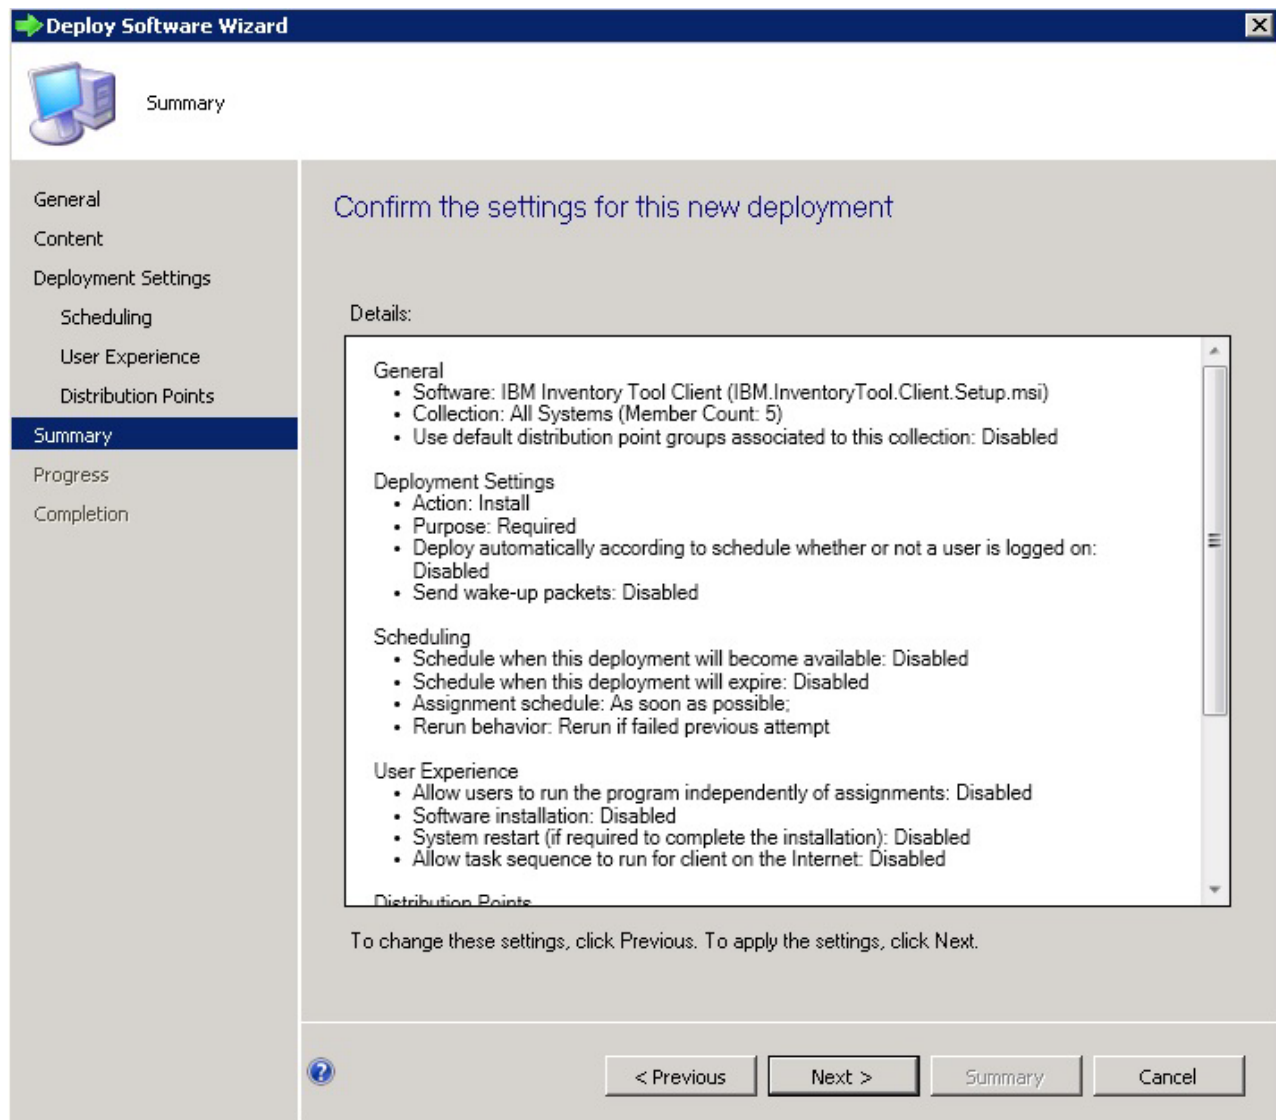 Deploy Software Wizard
Summary
General
Content
Deployment Settings
Scheduling
User Experience
Distribution Points
Summary
Progress
Completion
Confirm the settings for this new deployment
Details:
General
• Software: IBM Inventory Tool Client (IBM.InventoryTool.Client.Setup.msi)
• Collection: All Systems (Member Count: 5)
• Use default distribution point groups associated to this collection: Disabled
Deployment Settings
• Action: Install
• Purpose: Required
• Deploy automatically according to schedule whether or not a user is logged on:
Disabled
• Send wake-up packets: Disabled
Scheduling
• Schedule when this deployment will become available: Disabled
• Schedule when this deployment will expire: Disabled
• Assignment schedule: As soon as possible;
• Rerun behavior: Rerun if failed previous attempt
User Experience
• Allow users to run the program independently of assignments: Disabled
• Software installation: Disabled
• System restart (if required to complete the installation): Disabled
• Allow task sequence to run for client on the Internet: Disabled
Distribution Points
To change these settings, click Previous. To apply the settings, click Next.
?
< Previous
Next >
Summary
Cancel